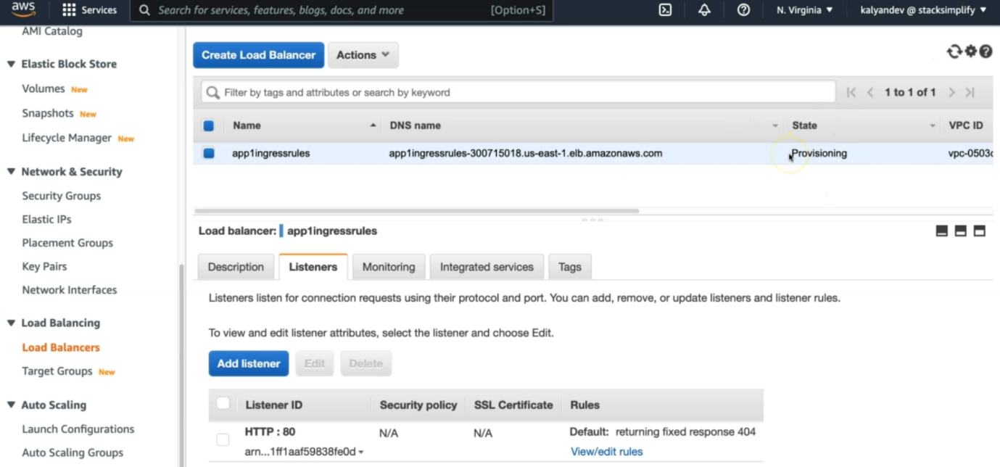 aws Services Search for services, features, blogs, docs, and more [Option+S] N. Virginia ▼ kalyandev @ stacksimplify ▼
AMI Catalog
Elastic Block Store
Volumes New
Snapshots New
Lifecycle Manager New
Network & Security
Security Groups
Elastic IPs
Placement Groups
Key Pairs
Network Interfaces
Load Balancing
Load Balancers
Target Groups New
Auto Scaling
Launch Configurations
Auto Scaling Groups
Create Load Balancer Actions
Filter by tags and attributes or search by keyword 1 to 1 of 1
Name DNS name State VPC ID
app1ingressrules app1ingressrules-300715018.us-east-1.elb.amazonaws.com Provisioning vpc-0503c
Load balancer: app1ingressrules
Description Listeners Monitoring Integrated services Tags
Listeners listen for connection requests using their protocol and port. You can add, remove, or update listeners and listener rules.
To view and edit listener attributes, select the listener and choose Edit.
Add listener Edit Delete
Listener ID Security policy SSL Certificate Rules
HTTP : 80 N/A N/A Default: returning fixed response 404
arn...1ff1aaf59838fe0d View/edit rules